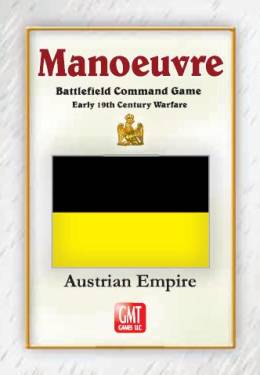 Manoeuvre
Battlefield Command Game
Early 19th Century Warfare
Austrian Empire
GMT
GAMES LLC